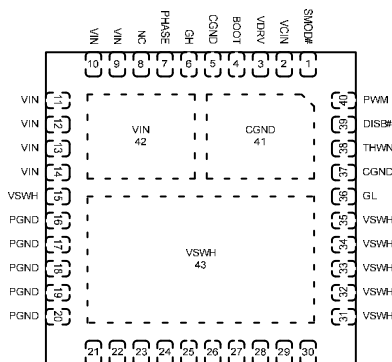 VIN VIN NC PHASE GH CGND BOOT VDRV VCIN SMOD#
10 9 8 7 6 5 4 3 2 1
VIN 11
VIN 12
VIN 13
VIN 14
VSWH 15
PGND 16
PGND 17
PGND 18
PGND 19
PGND 20
VIN
42
CGND
41
VSWH
43
40 PWM
39 DISB#
38 THWN
37 CGND
36 GL
35 VSWH
34 VSWH
33 VSWH
32 VSWH
31 VSWH
21 22 23 24 25 26 27 28 29 30